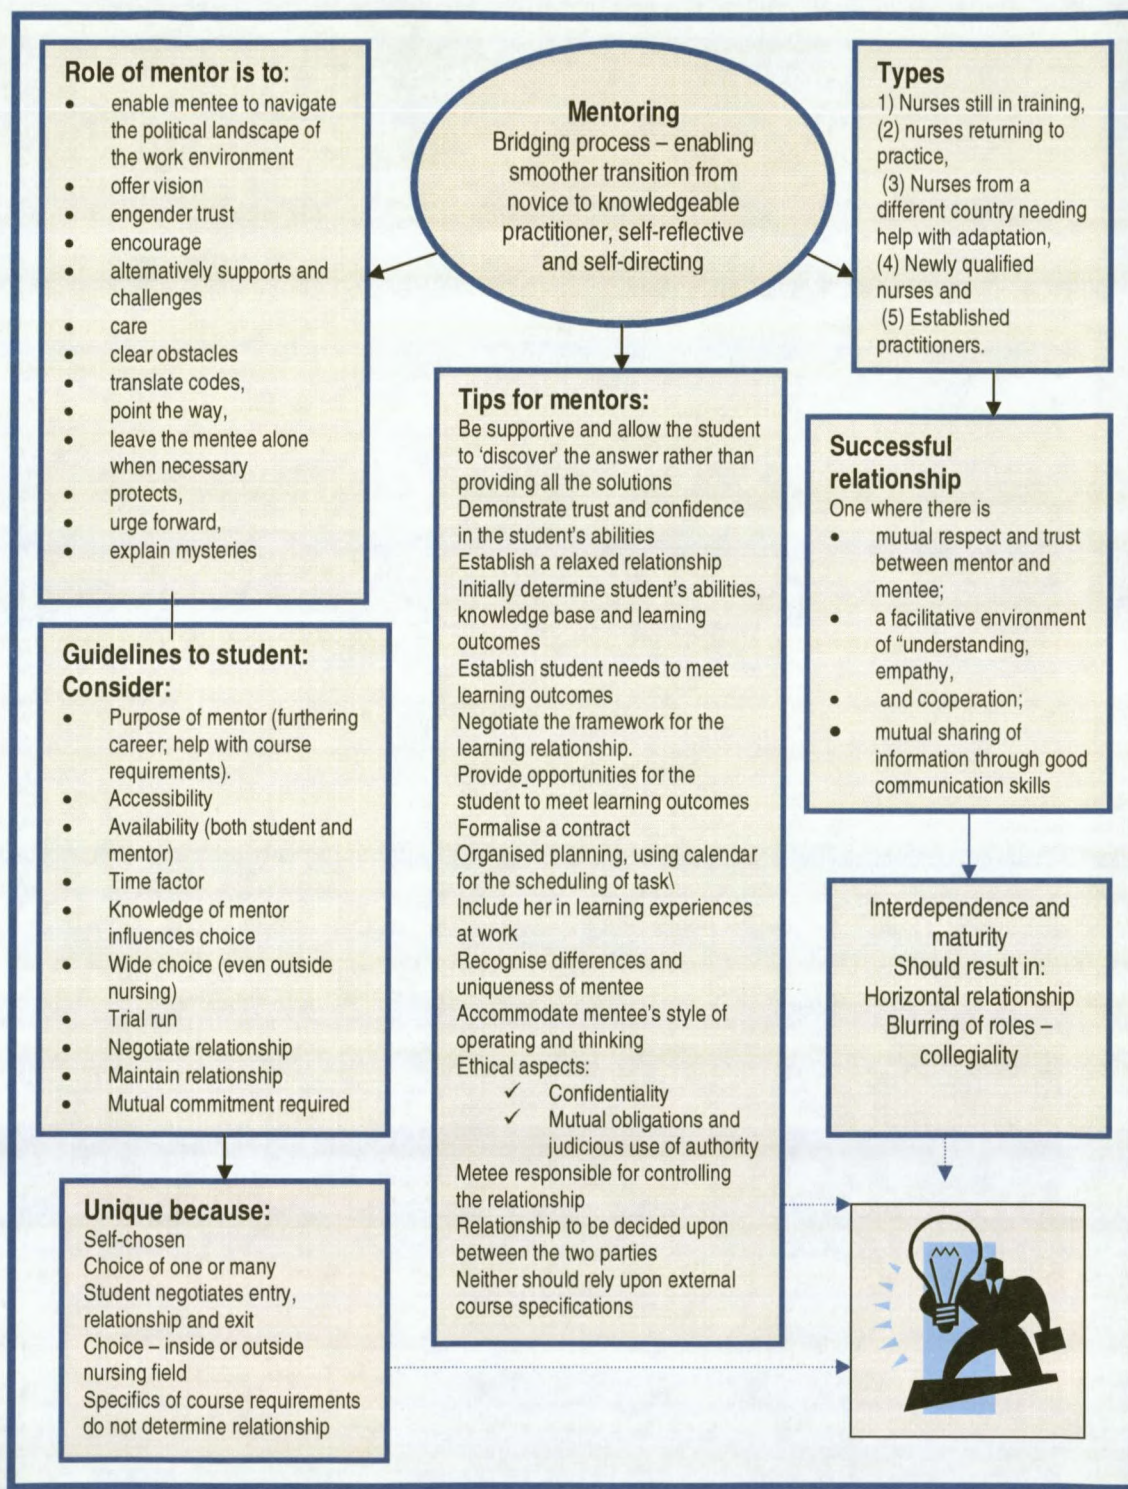 Mentoring
Bridging process – enabling
smoother transition from
novice to knowledgeable
practitioner, self-reflective
and self-directing
Role of mentor is to:
• enable mentee to navigate
the political landscape of
the work environment
• offer vision
• engender trust
• encourage
• alternatively supports and
challenges
• care
• clear obstacles
• translate codes,
• point the way,
• leave the mentee alone
when necessary
• protects,
• urge forward,
• explain mysteries
Guidelines to student:
Consider:
• Purpose of mentor (furthering
career; help with course
requirements).
• Accessibility
• Availability (both student and
mentor)
• Time factor
• Knowledge of mentor
influences choice
• Wide choice (even outside
nursing)
• Trial run
• Negotiate relationship
• Maintain relationship
• Mutual commitment required
Unique because:
Self-chosen
Choice of one or many
Student negotiates entry,
relationship and exit
Choice – inside or outside
nursing field
Specifics of course requirements
do not determine relationship
Tips for mentors:
Be supportive and allow the student
to ‘discover’ the answer rather than
providing all the solutions
Demonstrate trust and confidence
in the student’s abilities
Establish a relaxed relationship
Initially determine student’s abilities,
knowledge base and learning
outcomes
Establish student needs to meet
learning outcomes
Negotiate the framework for the
learning relationship.
Provide_opportunities for the
student to meet learning outcomes
Formalise a contract
Organised planning, using calendar
for the scheduling of task\
Include her in learning experiences
at work
Recognise differences and
uniqueness of mentee
Accommodate mentee’s style of
operating and thinking
Ethical aspects:
✓ Confidentiality
✓ Mutual obligations and
judicious use of authority
Metee responsible for controlling
the relationship
Relationship to be decided upon
between the two parties
Neither should rely upon external
course specifications
Types
1) Nurses still in training,
(2) nurses returning to
practice,
(3) Nurses from a
different country needing
help with adaptation,
(4) Newly qualified
nurses and
(5) Established
practitioners.
Successful
relationship
One where there is
• mutual respect and trust
between mentor and
mentee;
• a facilitative environment
of “understanding,
empathy,
• and cooperation;
• mutual sharing of
information through good
communication skills
Interdependence and
maturity
Should result in:
Horizontal relationship
Blurring of roles –
collegiality